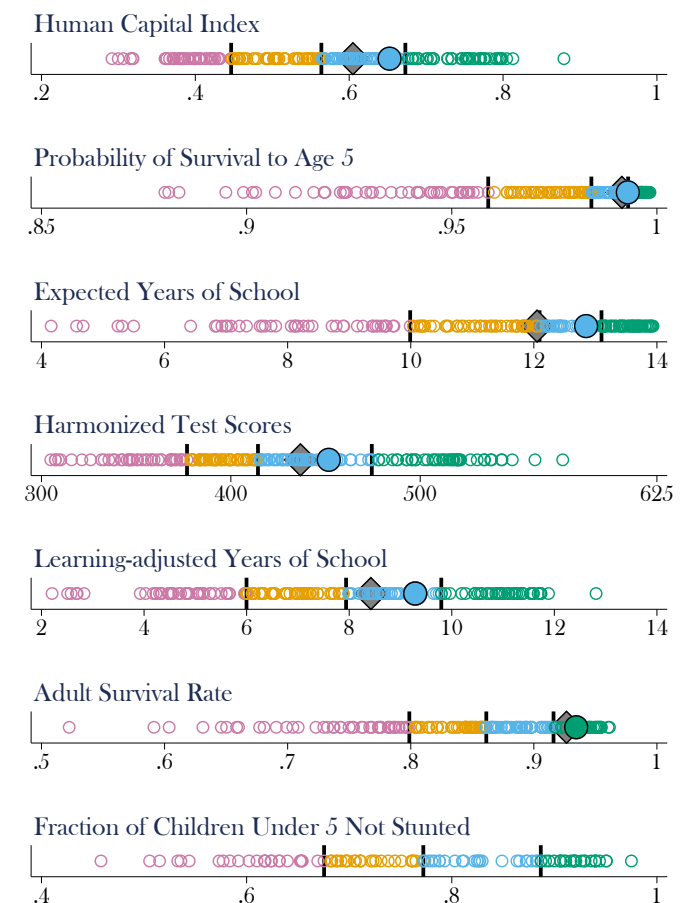 Human Capital Index
.2 .4 .6 .8 1
Probability of Survival to Age 5
.85 .9 .95 1
Expected Years of School
4 6 8 10 12 14
Harmonized Test Scores
300 400 500 625
Learning-adjusted Years of School
2 4 6 8 10 12 14
Adult Survival Rate
.5 .6 .7 .8 .9 1
Fraction of Children Under 5 Not Stunted
.4 .6 .8 1